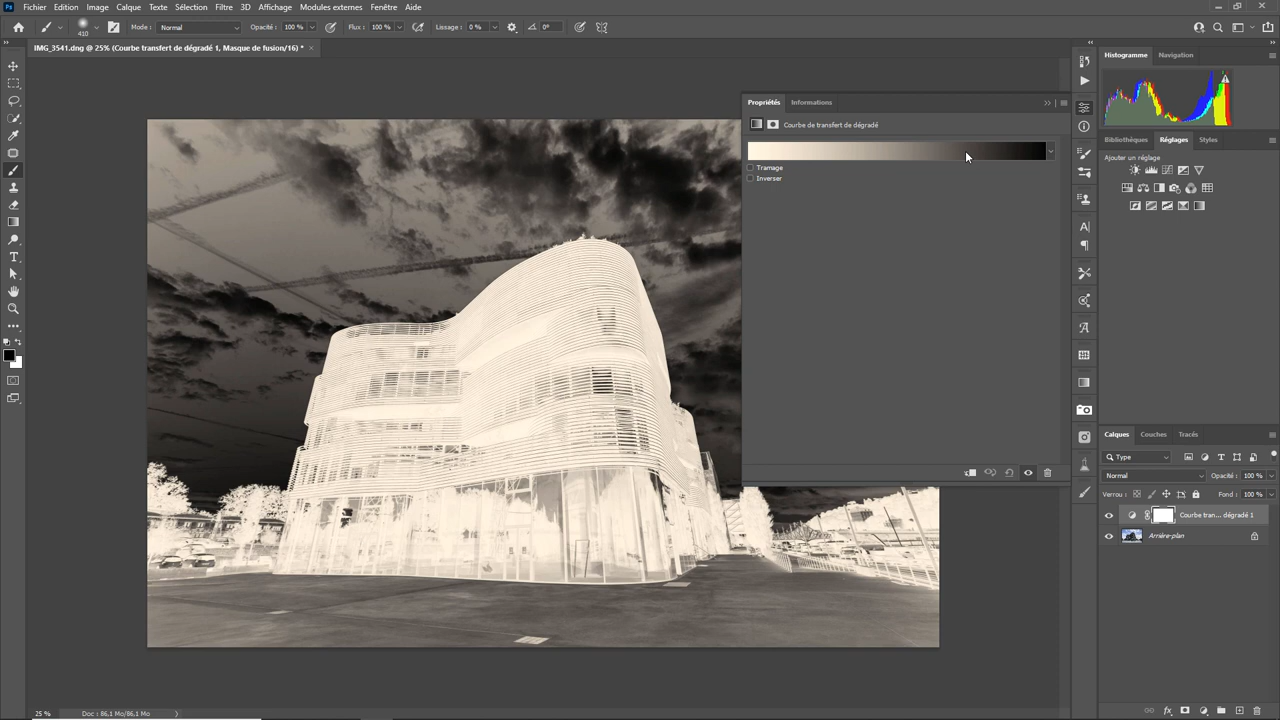 Ps Fichier Edition Image Calque Texte Sélection Filtre 3D Affichage Modules externes Fenêtre Aide
410 Mode : Normal Opacité : 100 % Flux : 100 % Lissage : 0 % 0°
IMG_3541.dng @ 25% (Courbe transfert de dégradé 1, Masque de fusion/16) * ×
Histogramme Navigation
Propriétés Informations
Courbe de transfert de dégradé
Tramage
Inverser
Bibliothèques Réglages Styles
Ajouter un réglage
Calques Couches Tracés
Type
Normal Opacité : 100 %
Verrou : Fond : 100 %
Courbe tran... dégradé 1
Arrière-plan
25 % Doc : 86,1 Mo/86,1 Mo